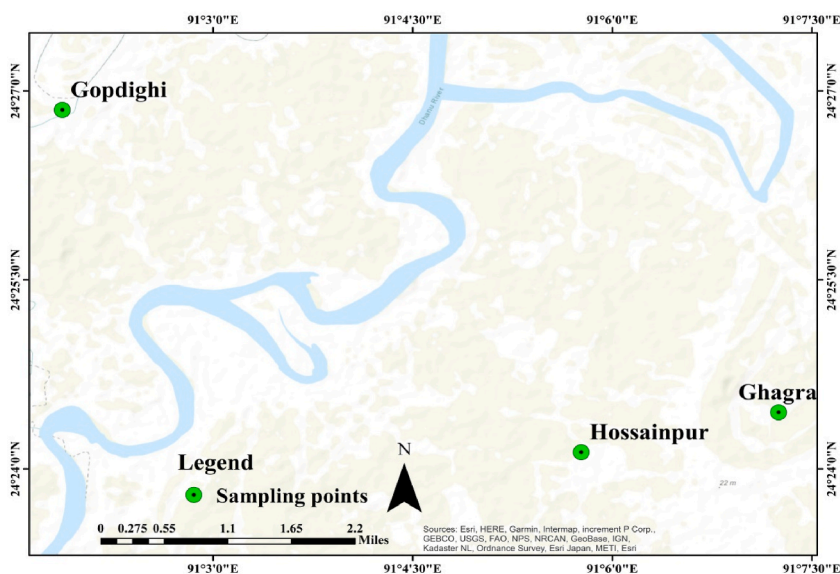 91°3'0"E 91°4'30"E 91°6'0"E 91°7'30"E
24°27'0"N 24°27'0"N
Gopdighi
Dhanu River
24°25'30"N 24°25'30"N
Ghagra
Hossainpur
24°24'0"N 24°24'0"N
22 m
N
Legend
Sampling points
0 0.275 0.55 1.1 1.65 2.2
Miles
Sources: Esri, HERE, Garmin, Intermap, increment P Corp.,
GEBCO, USGS, FAO, NPS, NRCAN, GeoBase, IGN,
Kadaster NL, Ordnance Survey, Esri Japan, METI, Esri
91°3'0"E 91°4'30"E 91°6'0"E 91°7'30"E